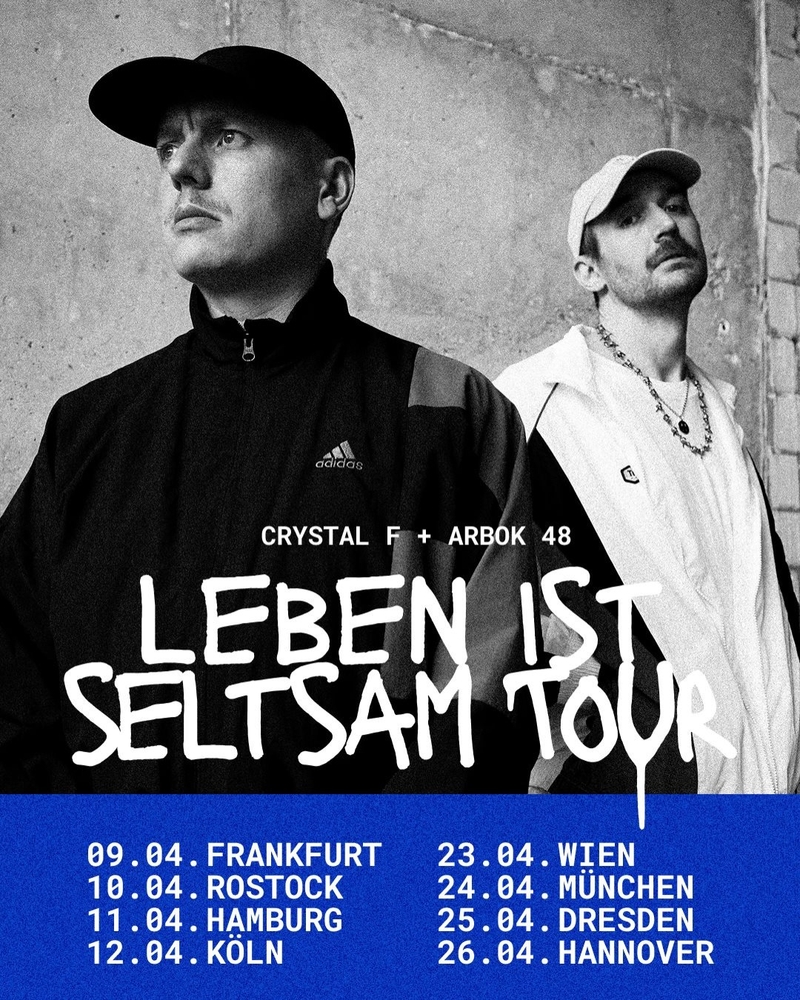 adidas
CRYSTAL F + ARBOK 48
LEBEN IST
SELTSAM TOUR
09.04.FRANKFURT
10.04.ROSTOCK
11.04.HAMBURG
12.04.KÖLN
23.04.WIEN
24.04.MÜNCHEN
25.04.DRESDEN
26.04.HANNOVER